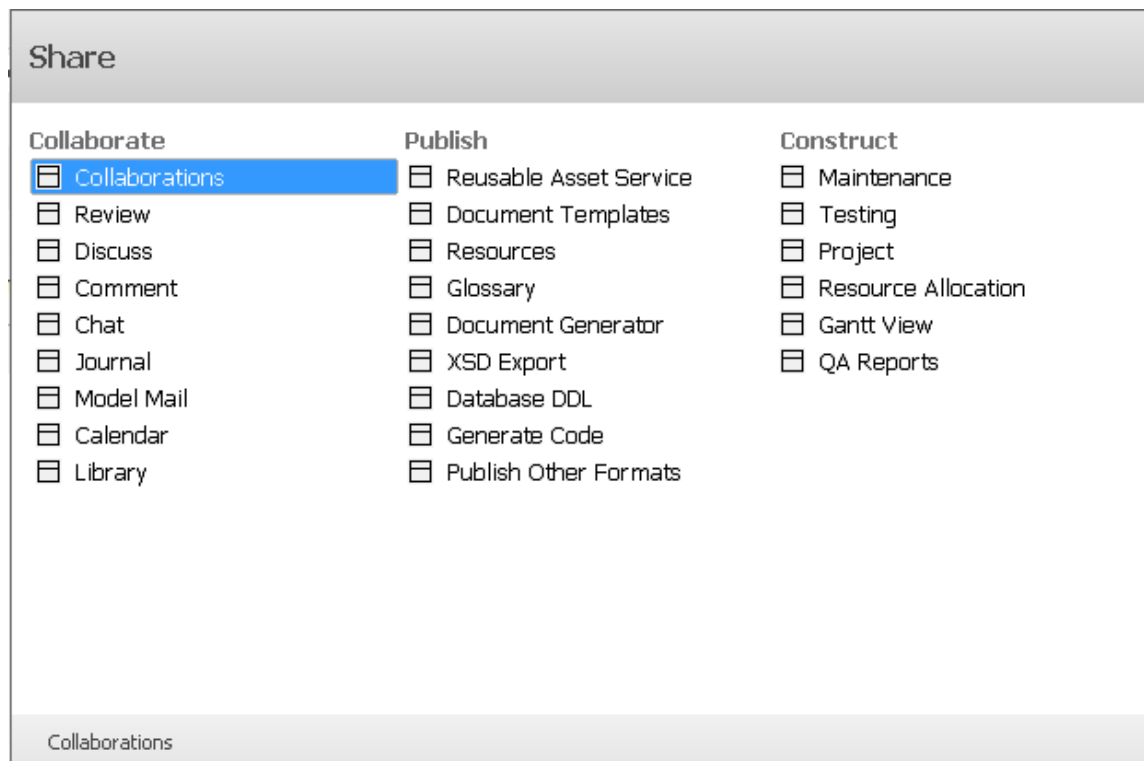 Share
Collaborate
Collaborations
Review
Discuss
Comment
Chat
Journal
Model Mail
Calendar
Library
Publish
Reusable Asset Service
Document Templates
Resources
Glossary
Document Generator
XSD Export
Database DDL
Generate Code
Publish Other Formats
Construct
Maintenance
Testing
Project
Resource Allocation
Gantt View
QA Reports
Collaborations